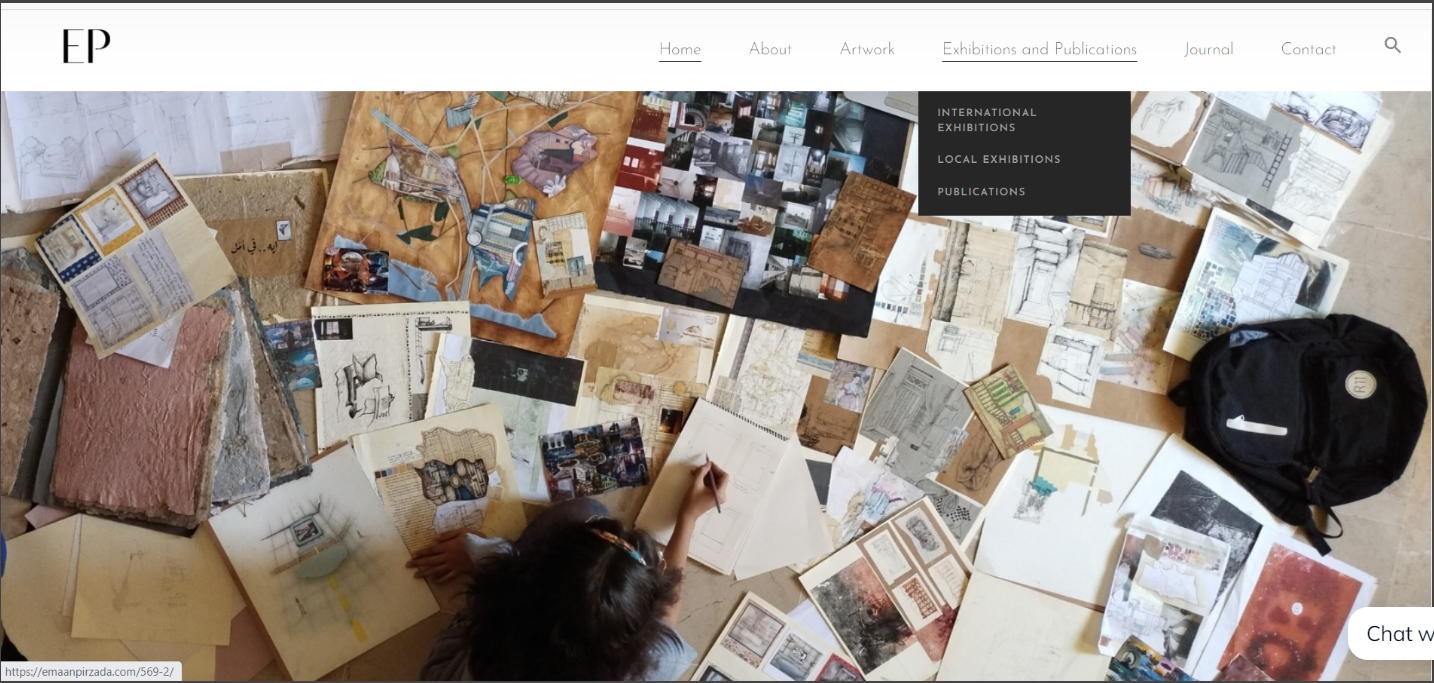 EP
Home About Artwork Exhibitions and Publications Journal Contact
INTERNATIONAL
EXHIBITIONS
LOCAL EXHIBITIONS
PUBLICATIONS
Chat w
https://emaanpirzada.com/569-2/